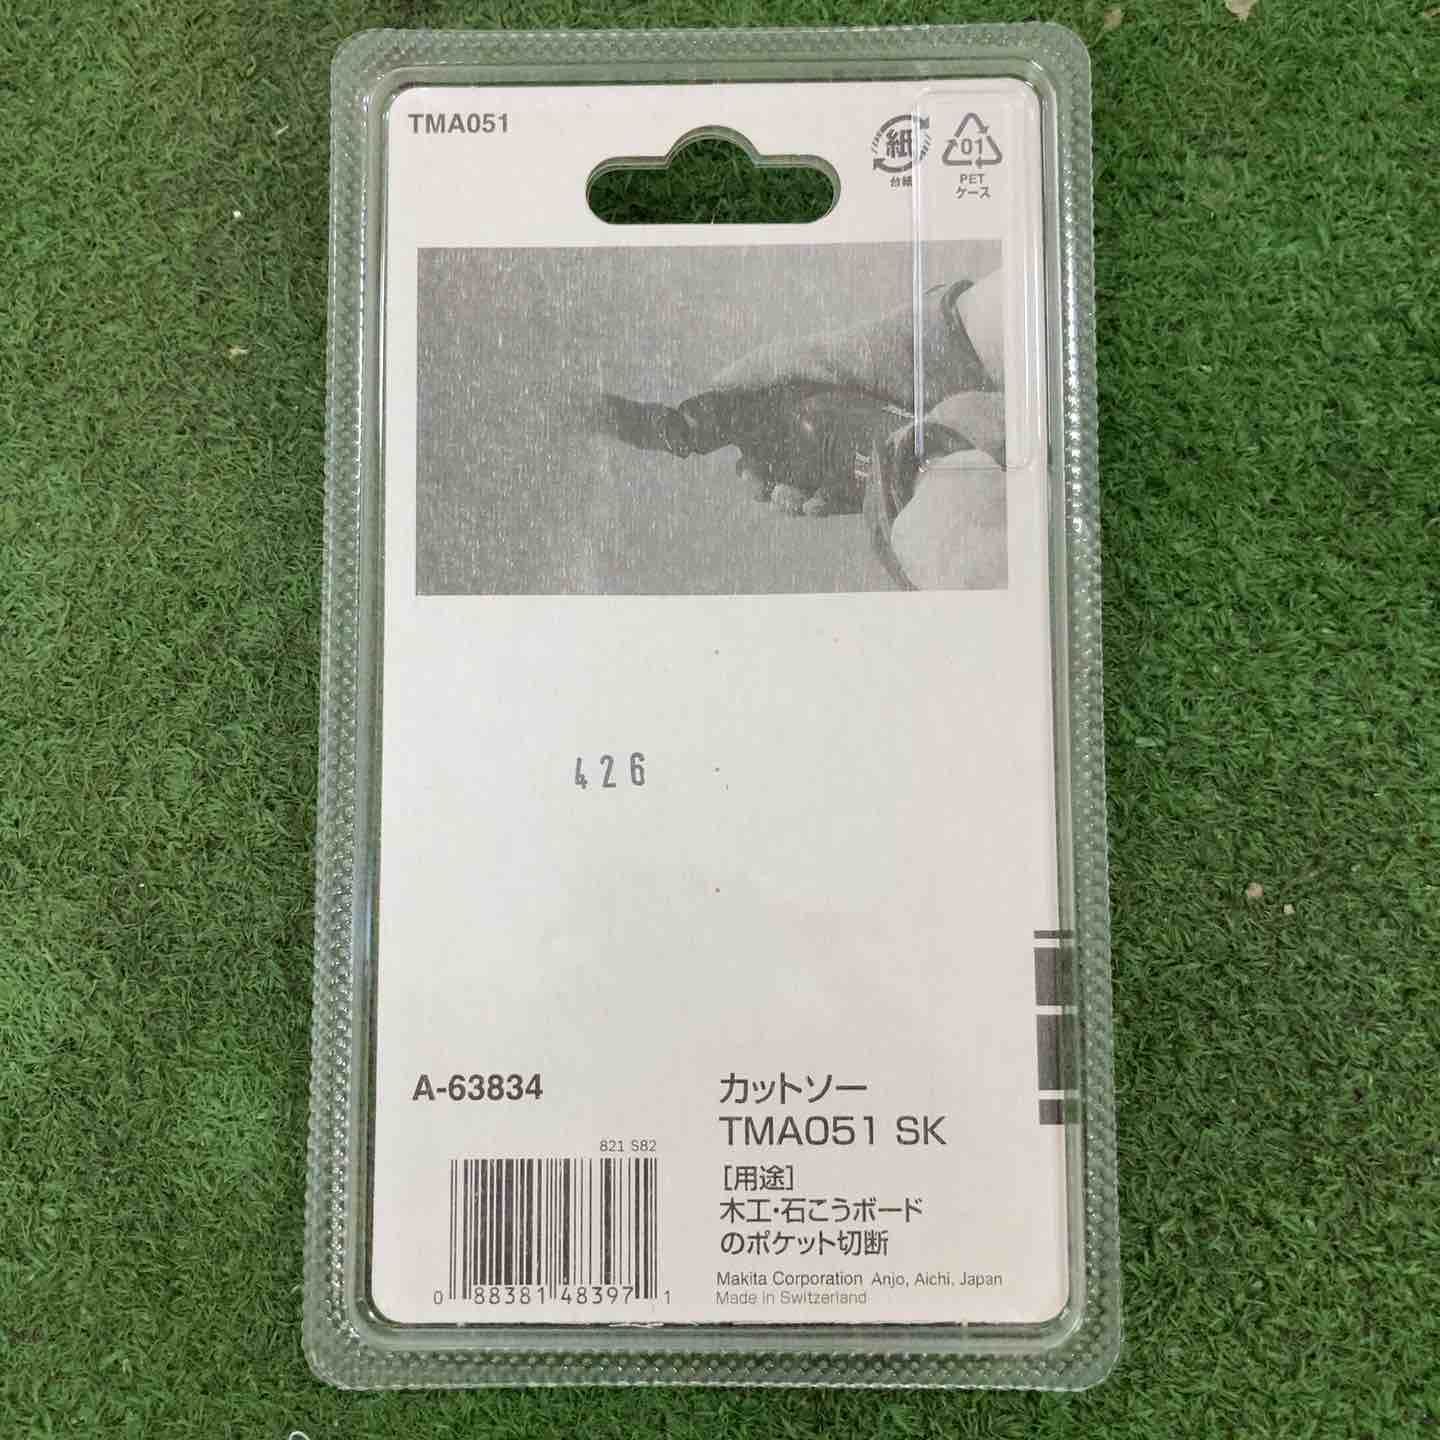 TMA051
紙
台紙
01
PET
ケース
426
A-63834
821 S82
0 88381 48397 1
カットソー
TMA051 SK
[用途]
木工・石こうボード
のポケット切断
Makita Corporation Anjo, Aichi, Japan
Made in Switzerland